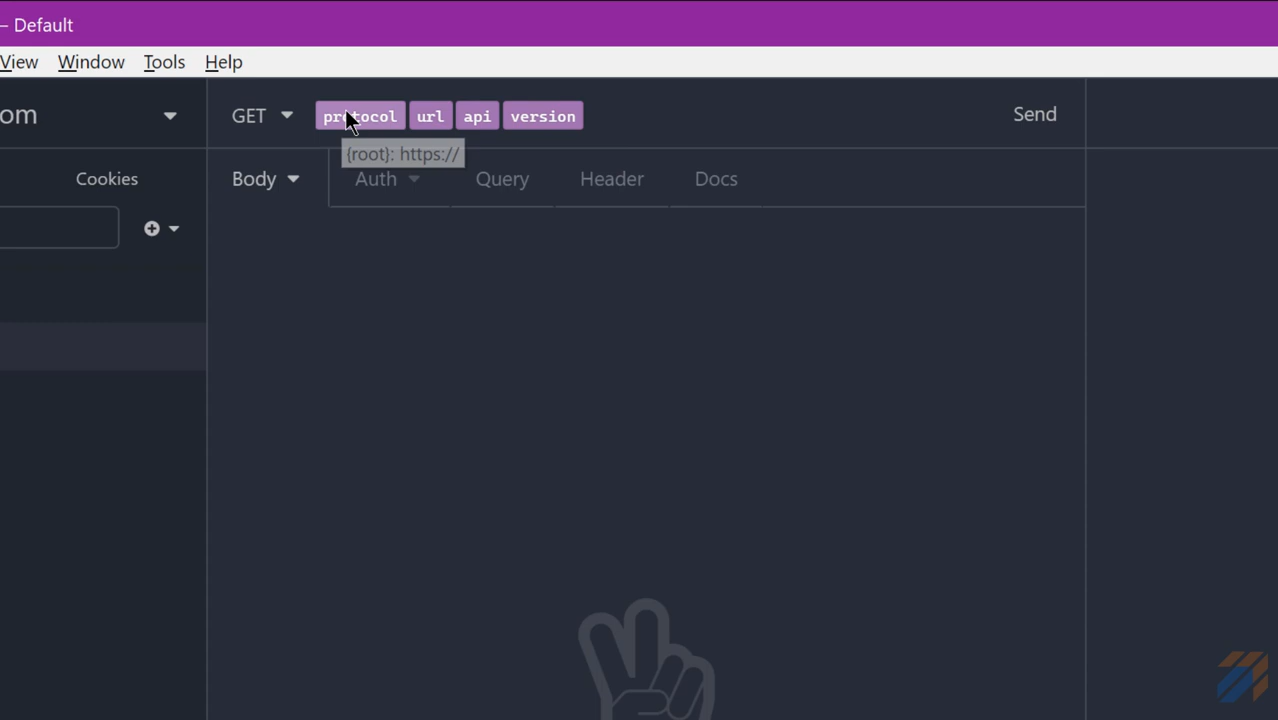 – Default
View Window Tools Help
om
GET protocol url api version Send
{root}: https://
Cookies
Body Auth Query Header Docs